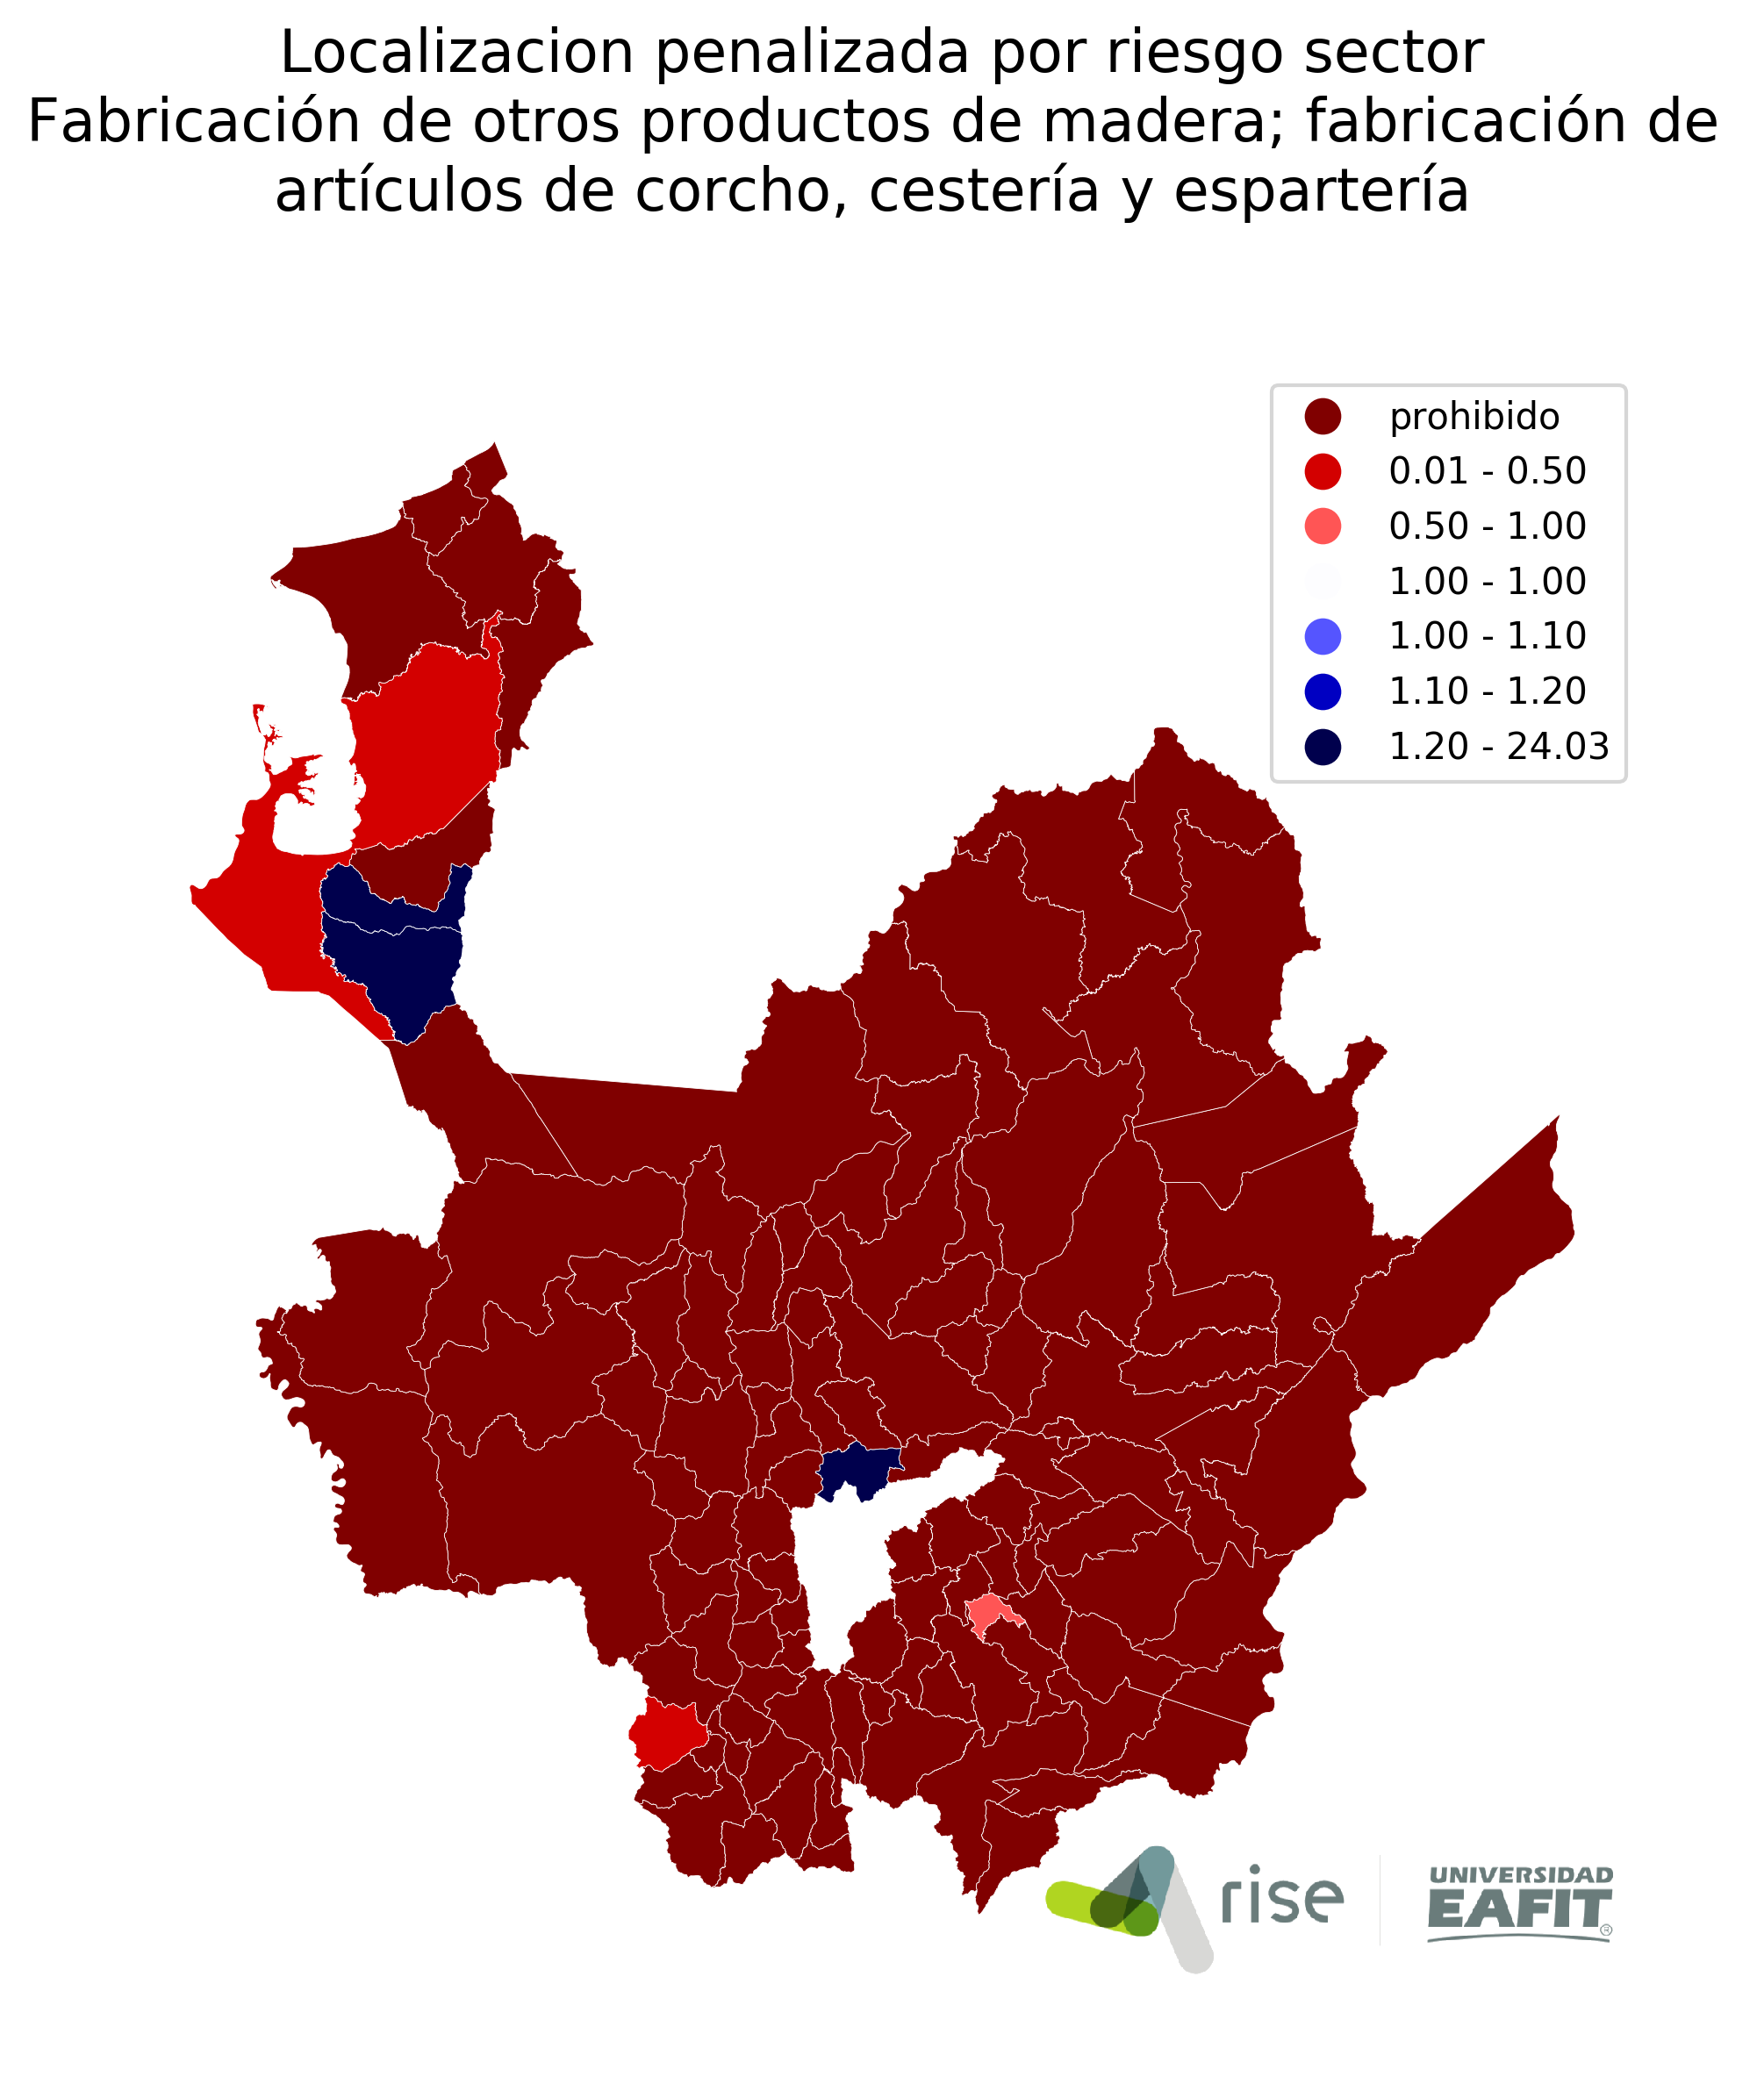 Localizacion penalizada por riesgo sector
Fabricación de otros productos de madera; fabricación de
artículos de corcho, cestería y espartería
prohibido
0.01 - 0.50
0.50 - 1.00
1.00 - 1.00
1.00 - 1.10
1.10 - 1.20
1.20 - 24.03
rise
UNIVERSIDAD
EAFIT®